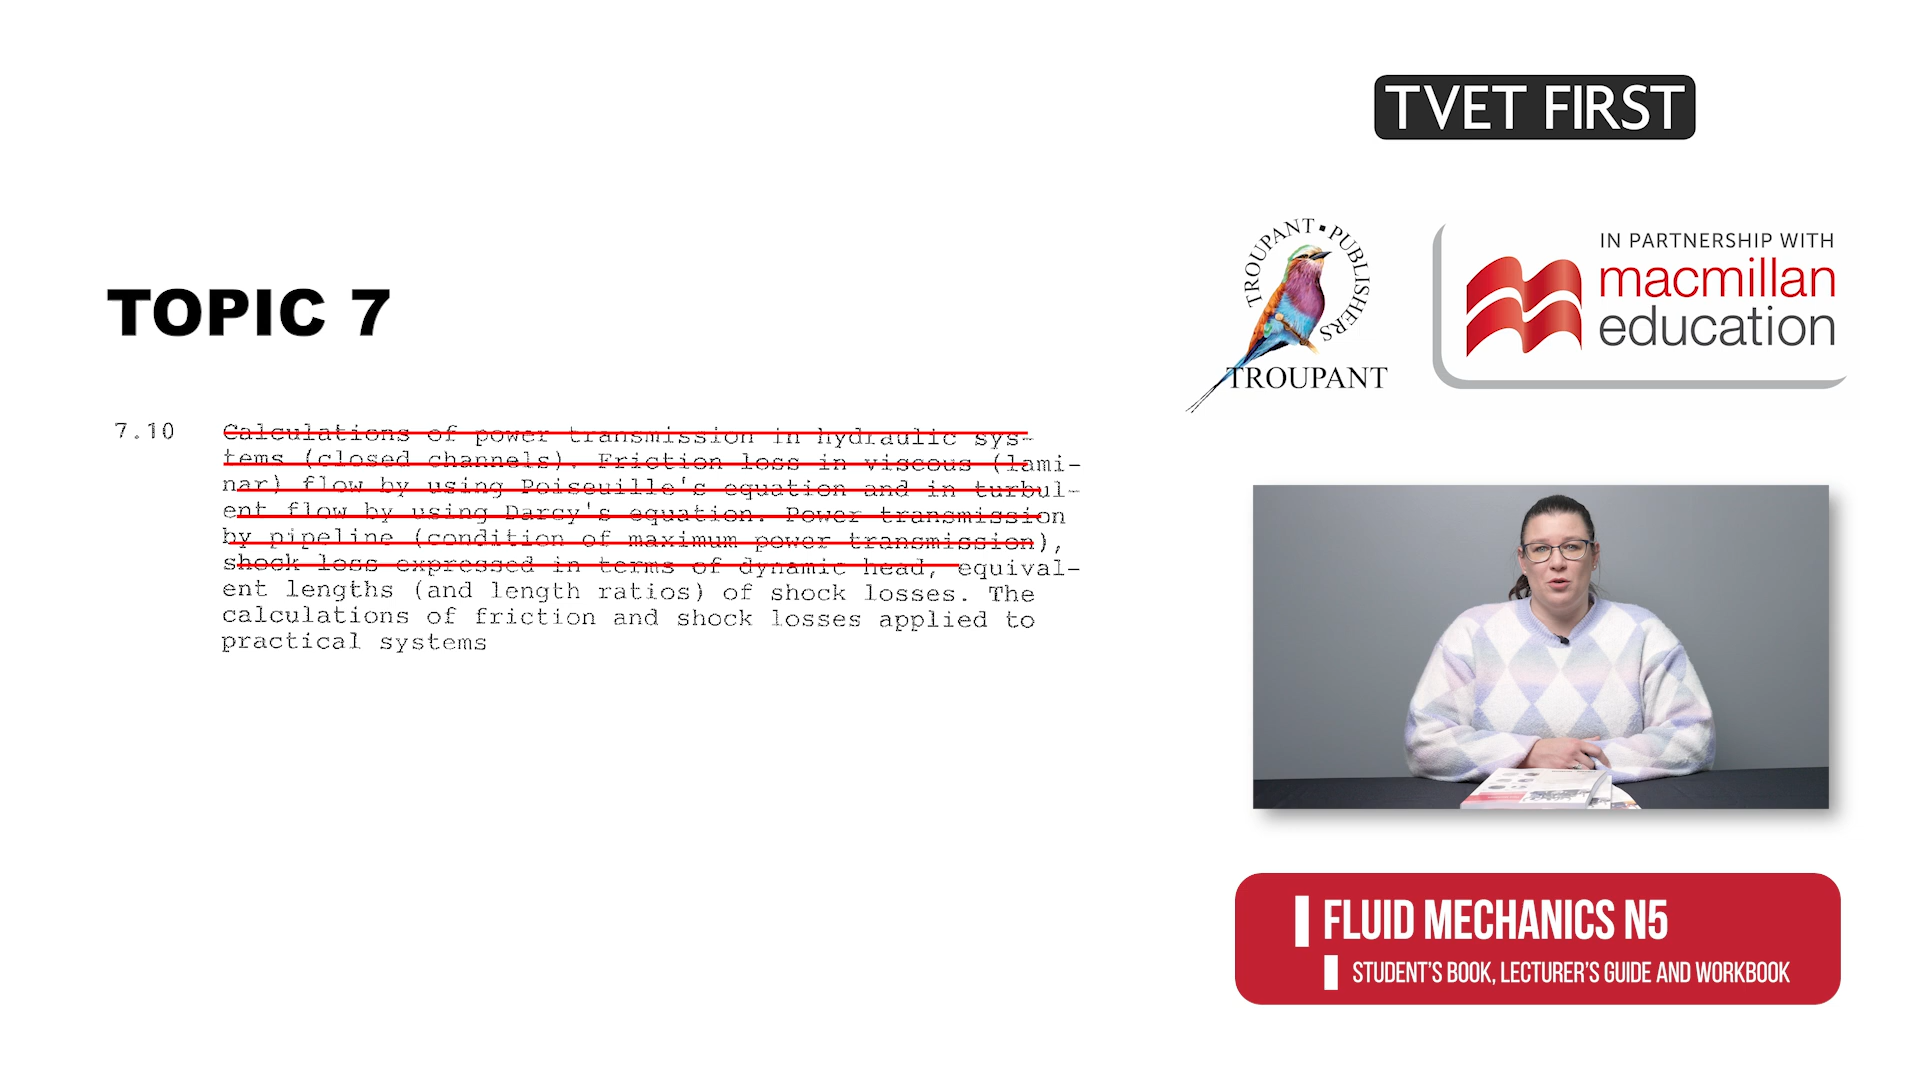 TVET FIRST
TROUPANT • PUBLISHERS
TROUPANT
IN PARTNERSHIP WITH
macmillan
education
TOPIC 7
7.10 Calculations of power transmission in hydraulic sys-
tems (closed channels). Friction loss in viscous (lami-
nar) flow by using Poiseuille's equation and in turbul-
ent flow by using Darcy's equation. Power transmission
by pipeline (condition of maximum power transmission),
shock loss expressed in terms of dynamic head, equival-
ent lengths (and length ratios) of shock losses. The
calculations of friction and shock losses applied to
practical systems
FLUID MECHANICS N5
STUDENT'S BOOK, LECTURER'S GUIDE AND WORKBOOK